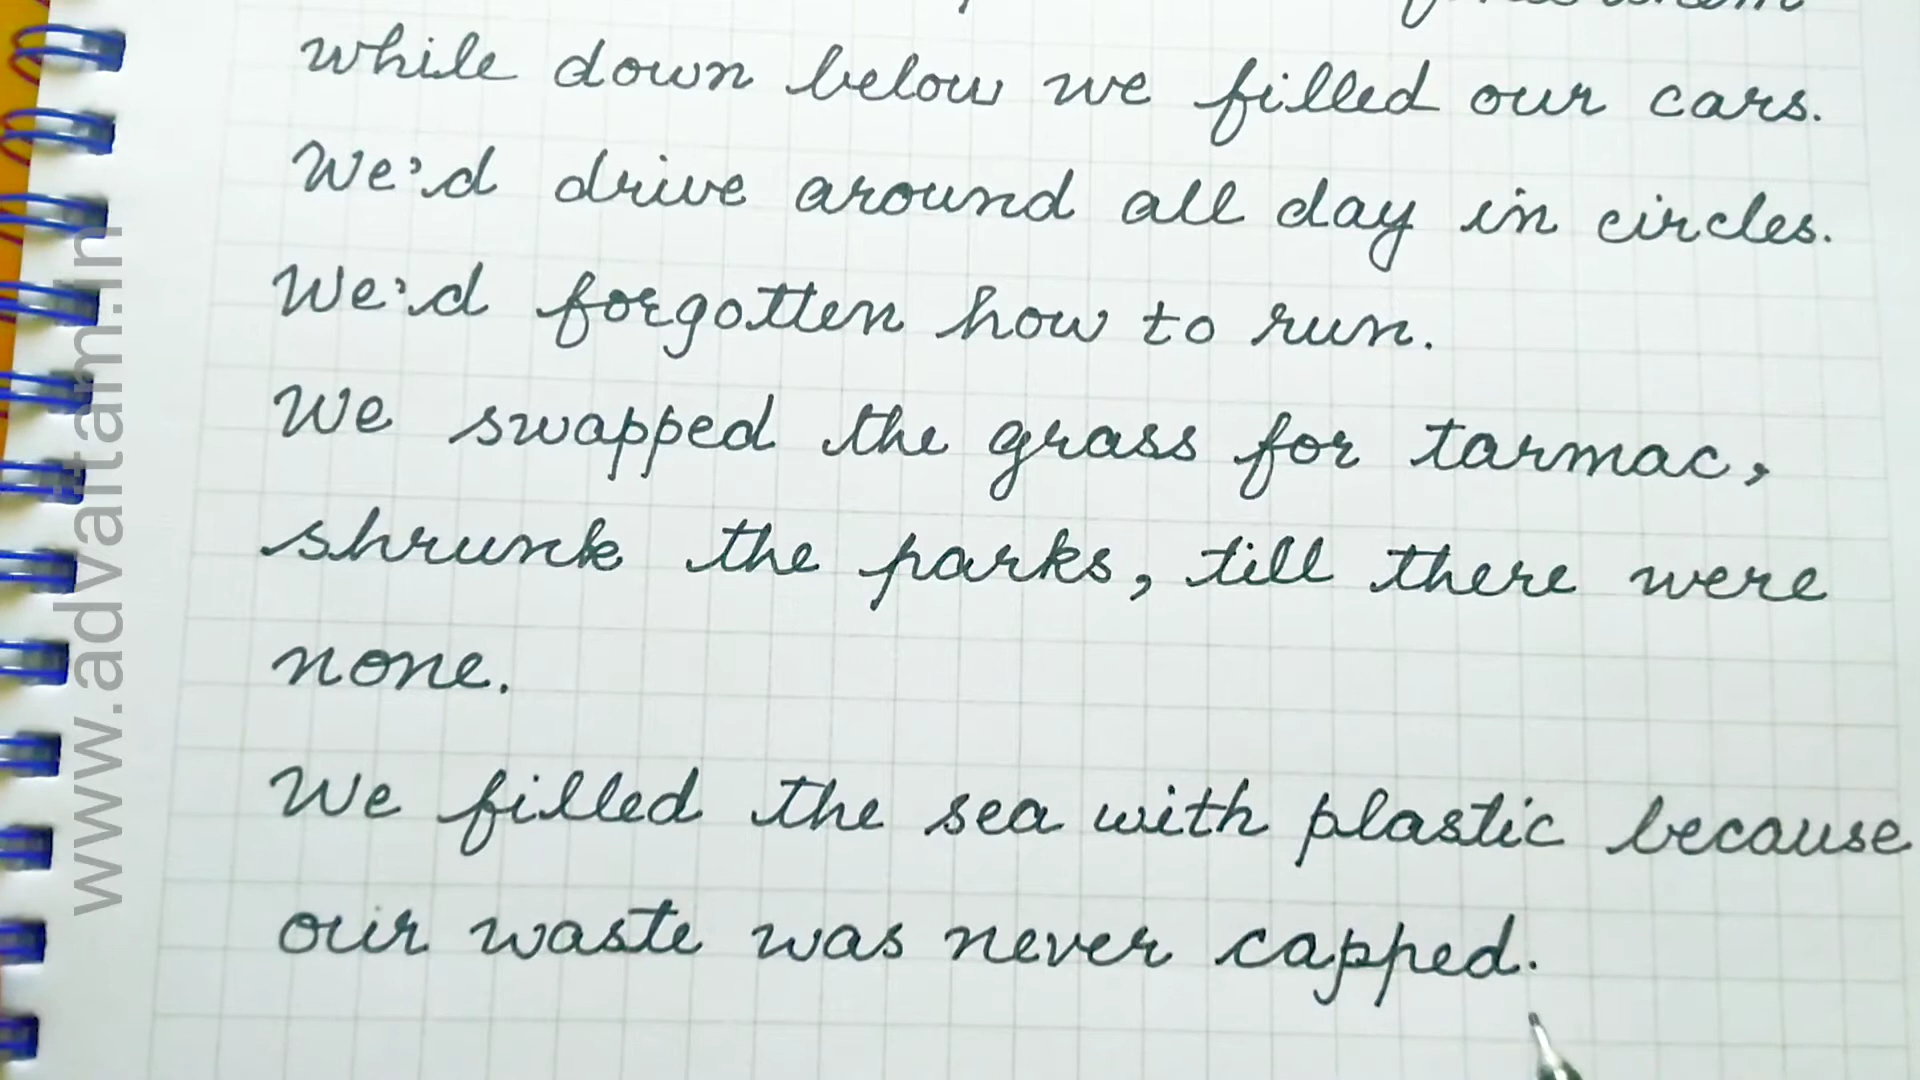 while down below we filled our cars.
We'd drive around all day in circles.
We'd forgotten how to run.
We swapped the grass for tarmac,
shrunk the parks, till there were
none.
We filled the sea with plastic because
our waste was never capped.
www.advaitam.in